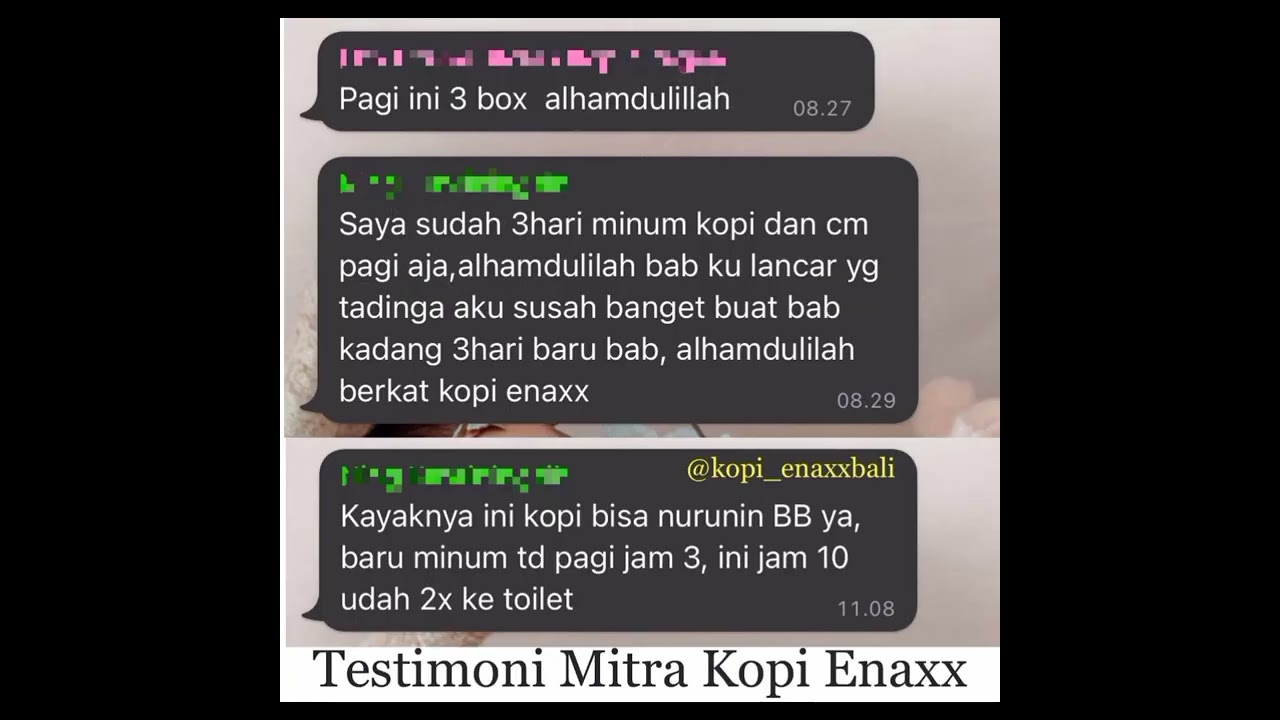 Pagi ini 3 box alhamdulillah
08.27
Saya sudah 3hari minum kopi dan cm
pagi aja,alhamdulilah bab ku lancar yg
tadinga aku susah banget buat bab
kadang 3hari baru bab, alhamdulilah
berkat kopi enaxx
08.29
@kopi_enaxxbali
Kayaknya ini kopi bisa nurunin BB ya,
baru minum td pagi jam 3, ini jam 10
udah 2x ke toilet
11.08
Testimoni Mitra Kopi Enaxx